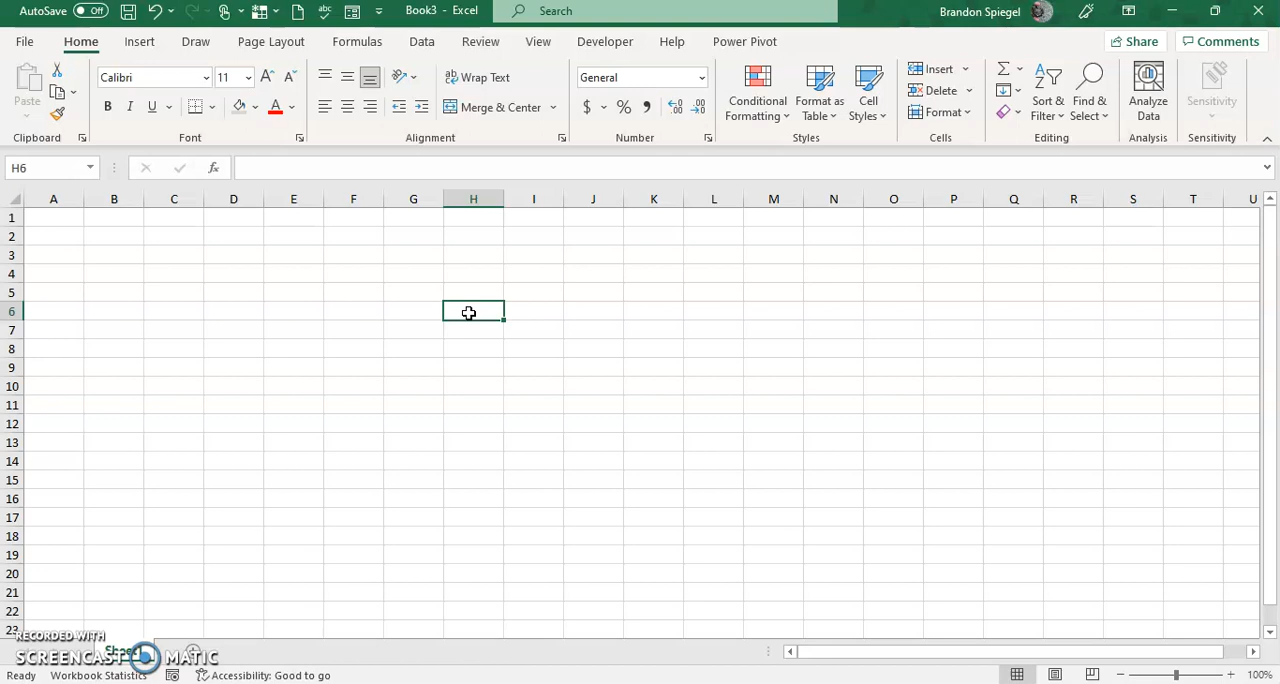 AutoSave Off Book3 - Excel Search Brandon Spiegel
File Home Insert Draw Page Layout Formulas Data Review View Developer Help Power Pivot Share Comments
Paste Calibri 11 Wrap Text General Conditional Formatting Format as Table Cell Styles Insert Sort & Filter Find & Select Analyze Data Sensitivity
B I U A Merge & Center $ % , Delete
Format
Clipboard Font Alignment Number Styles Cells Editing Analysis Sensitivity
H6 fx
A B C D E F G H I J K L M N O P Q R S T U
1
2
3
4
5
6
7
8
9
10
11
12
13
14
15
16
17
18
19
20
21
22
23
RECORDED WITH
SCREENCAST MATIC
Ready Workbook Statistics Accessibility: Good to go 100%